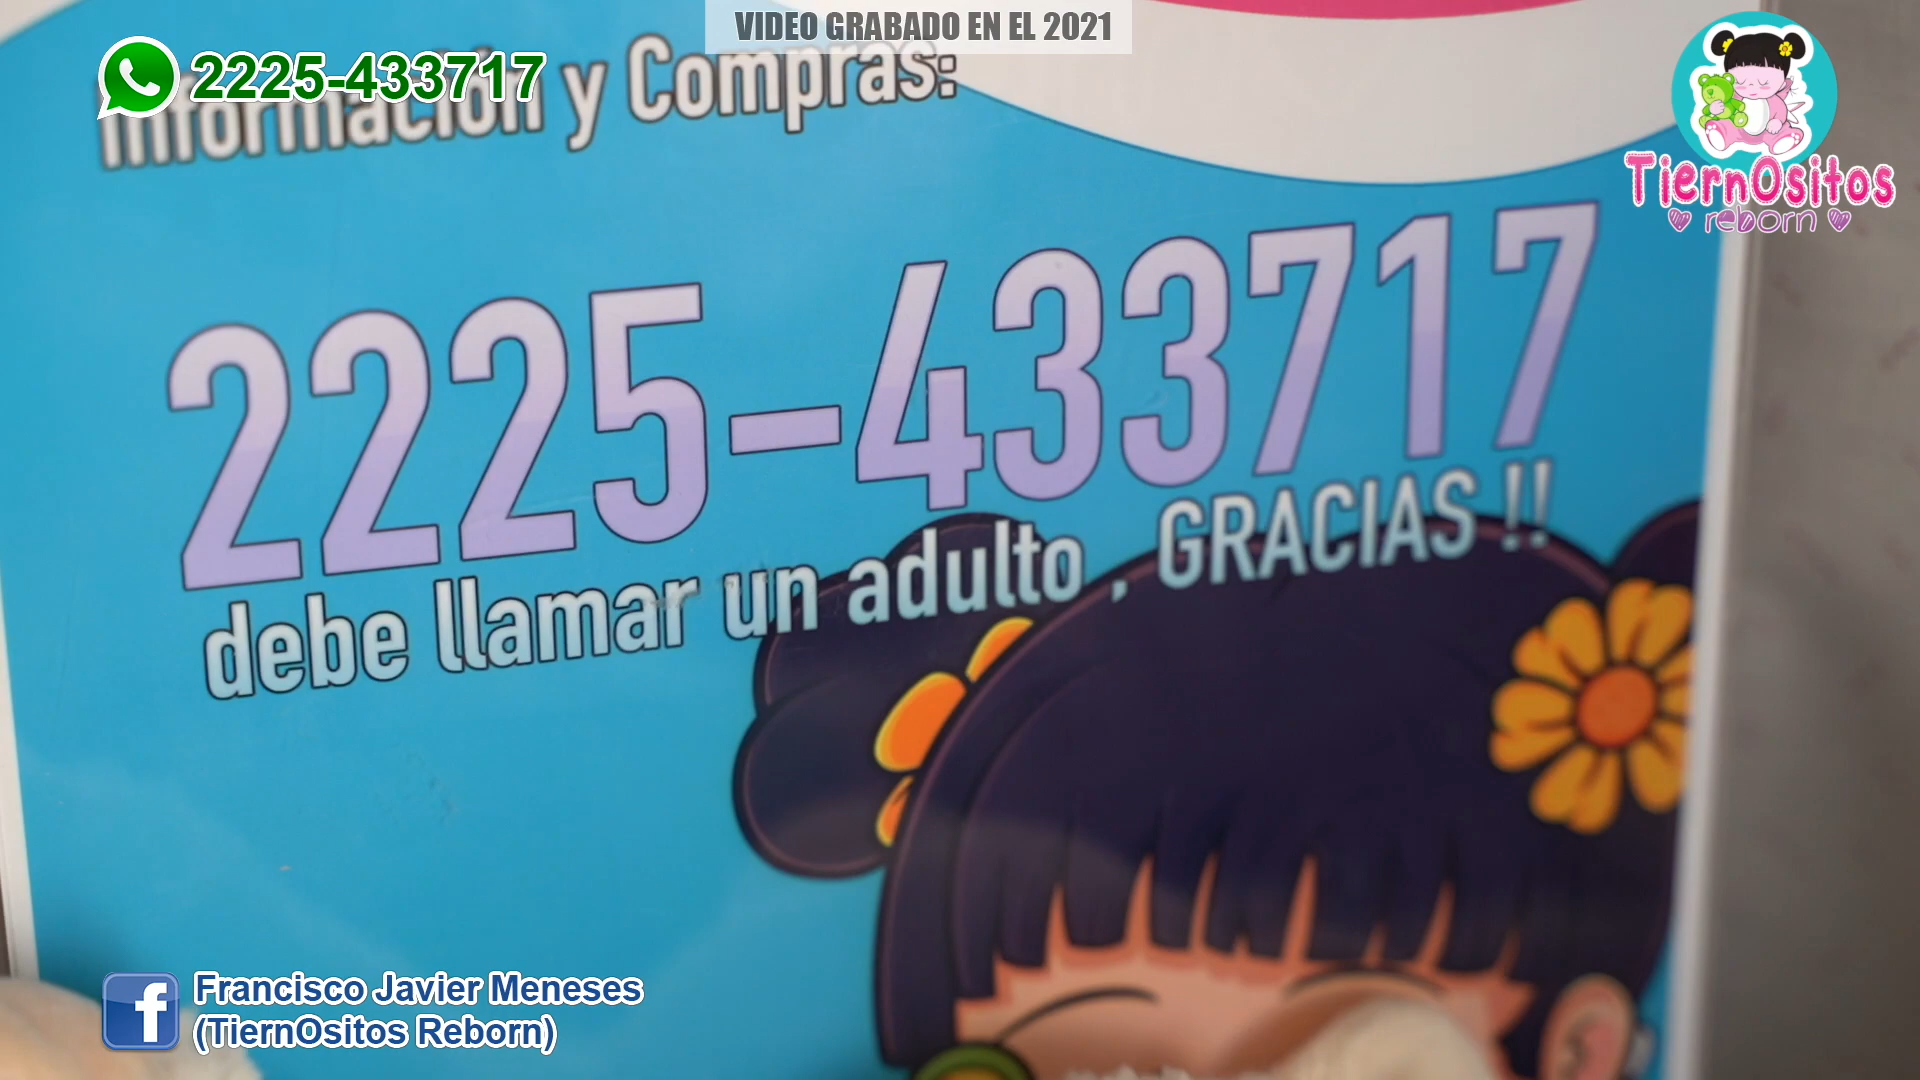 VIDEO GRABADO EN EL 2021
2225-433717
Información y Compras:
TiernOsitos
reborn
2225-433717
debe llamar un adulto , GRACIAS !!
Francisco Javier Meneses
(TiernOsitos Reborn)